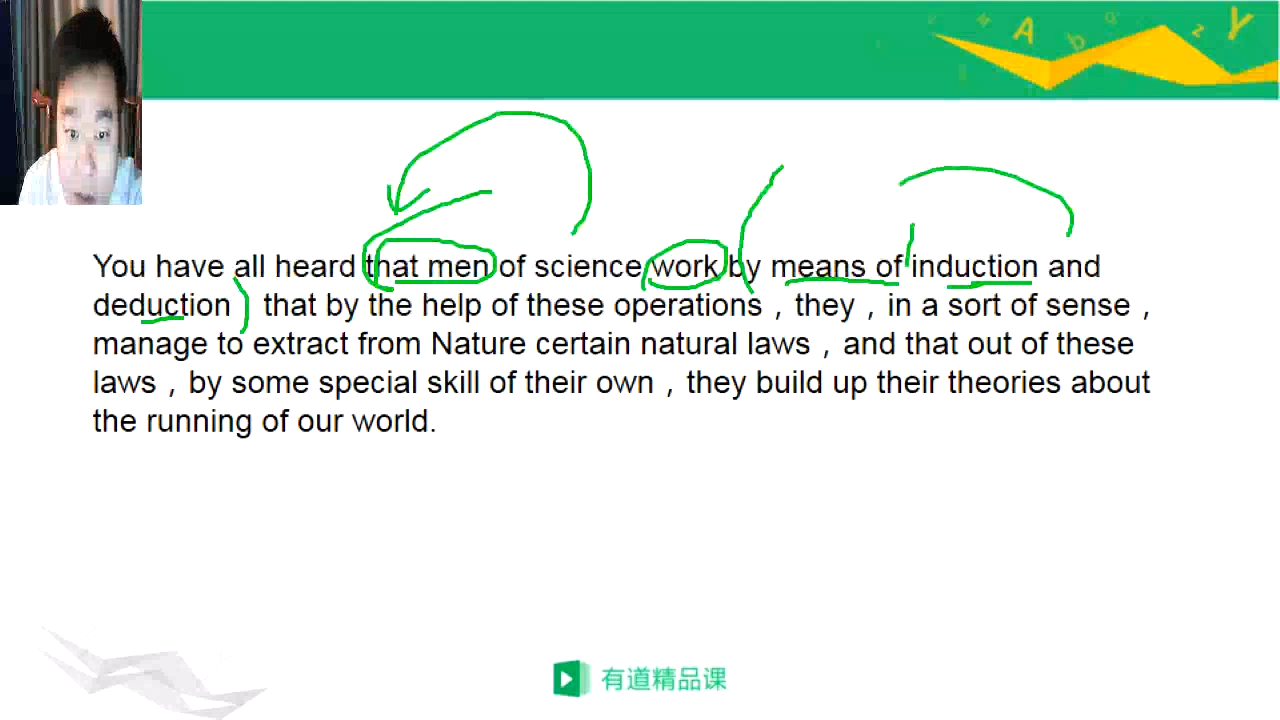 A
b
z
Y
You have all heard that men of science work by means of induction and
deduction that by the help of these operations，they，in a sort of sense，
manage to extract from Nature certain natural laws，and that out of these
laws，by some special skill of their own，they build up their theories about
the running of our world.
有道精品课